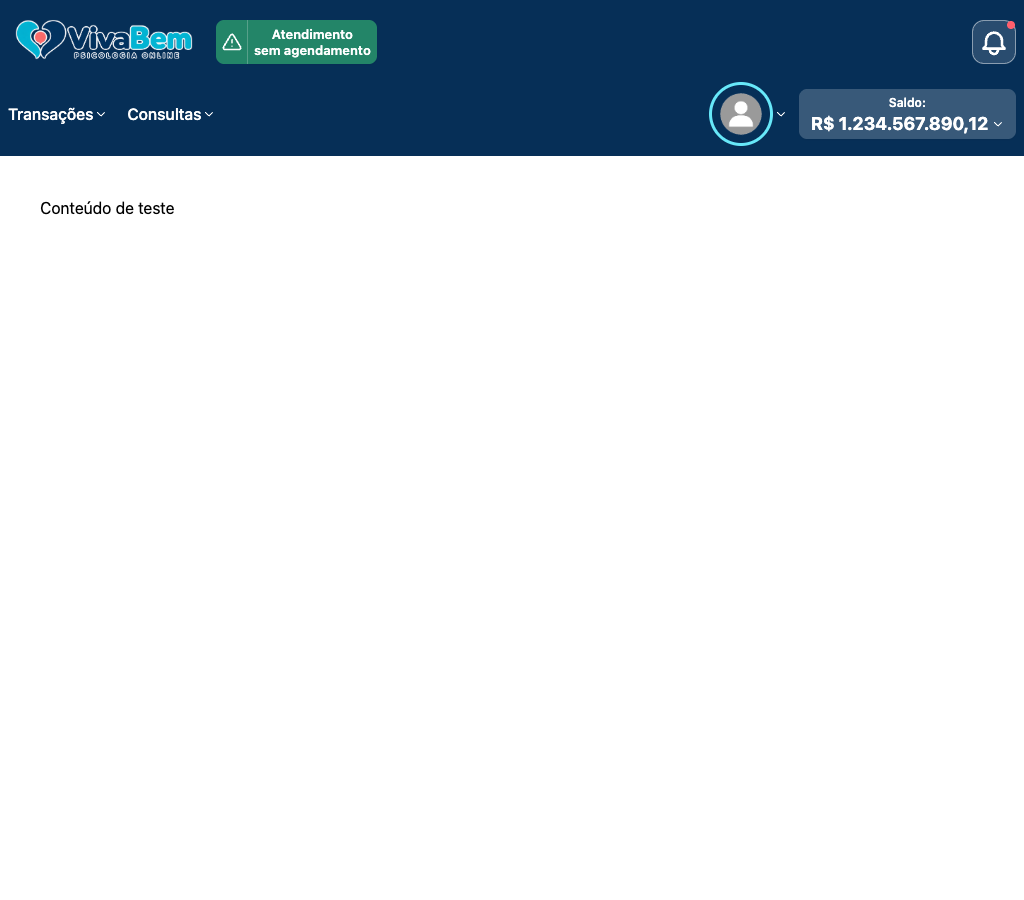 VivaBem
PSICOLOGIA ONLINE
Atendimento
sem agendamento
Transações
Consultas
Saldo:
R$ 1.234.567.890,12
Conteúdo de teste